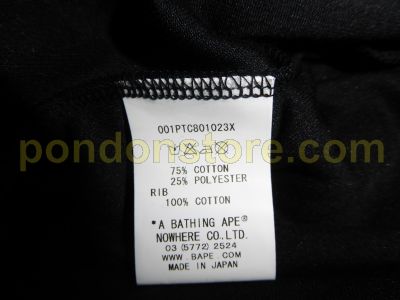 001PTC801023X
75% COTTON
25% POLYESTER
RIB
100% COTTON
"A BATHING APE®
NOWHERE CO., LTD.
03 (5772) 2524
WWW. BAPE. COM
MADE IN JAPAN
pondonstore.com